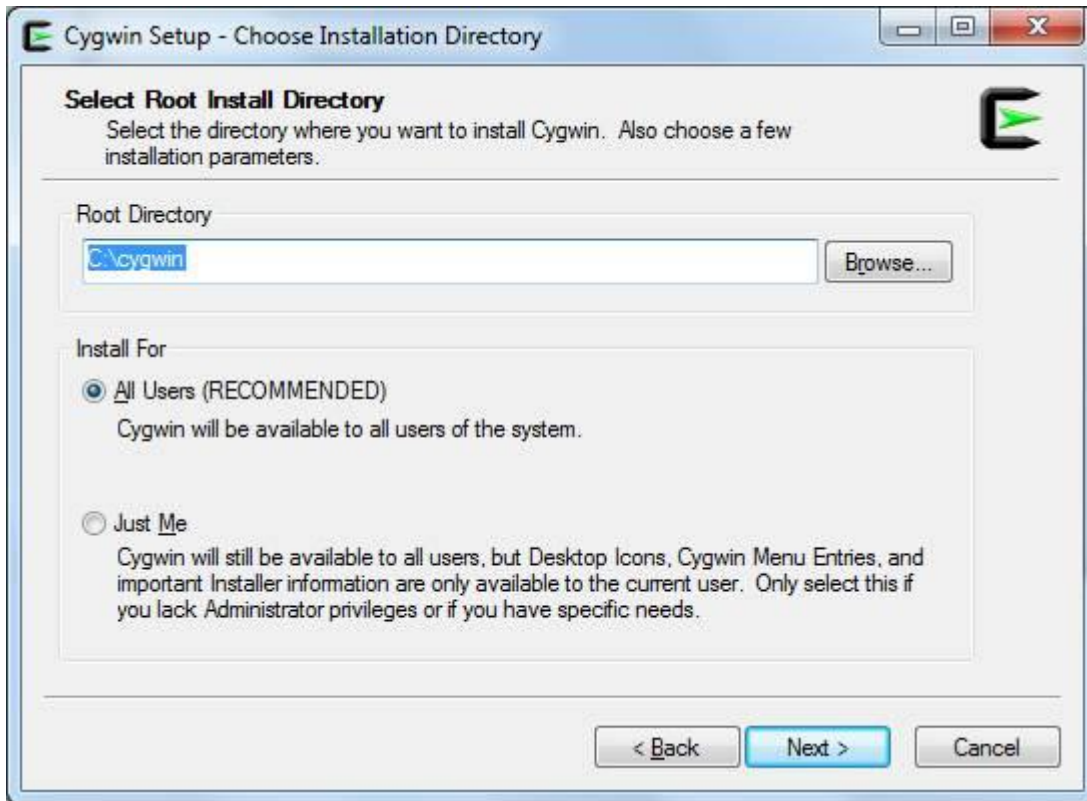 Cygwin Setup - Choose Installation Directory
Select Root Install Directory
Select the directory where you want to install Cygwin.  Also choose a few
installation parameters.
Root Directory
C:\cygwin
Browse...
Install For
All Users (RECOMMENDED)
Cygwin will be available to all users of the system.
Just Me
Cygwin will still be available to all users, but Desktop Icons, Cygwin Menu Entries, and
important Installer information are only available to the current user.  Only select this if
you lack Administrator privileges or if you have specific needs.
< Back
Next >
Cancel